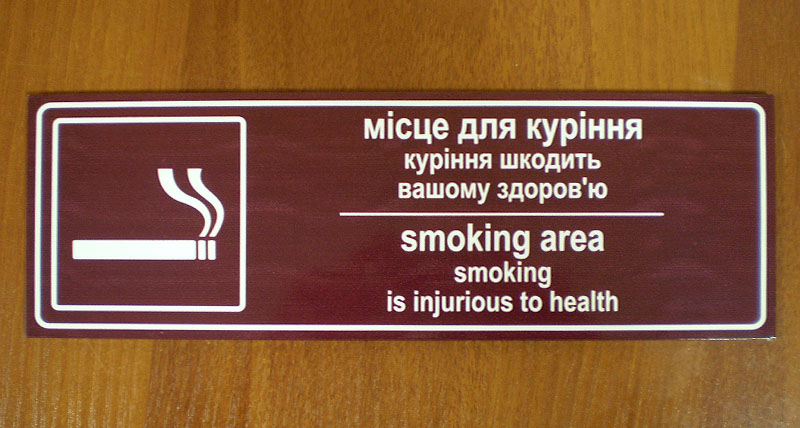 місце для куріння
куріння шкодить
вашому здоров'ю
smoking area
smoking
is injurious to health